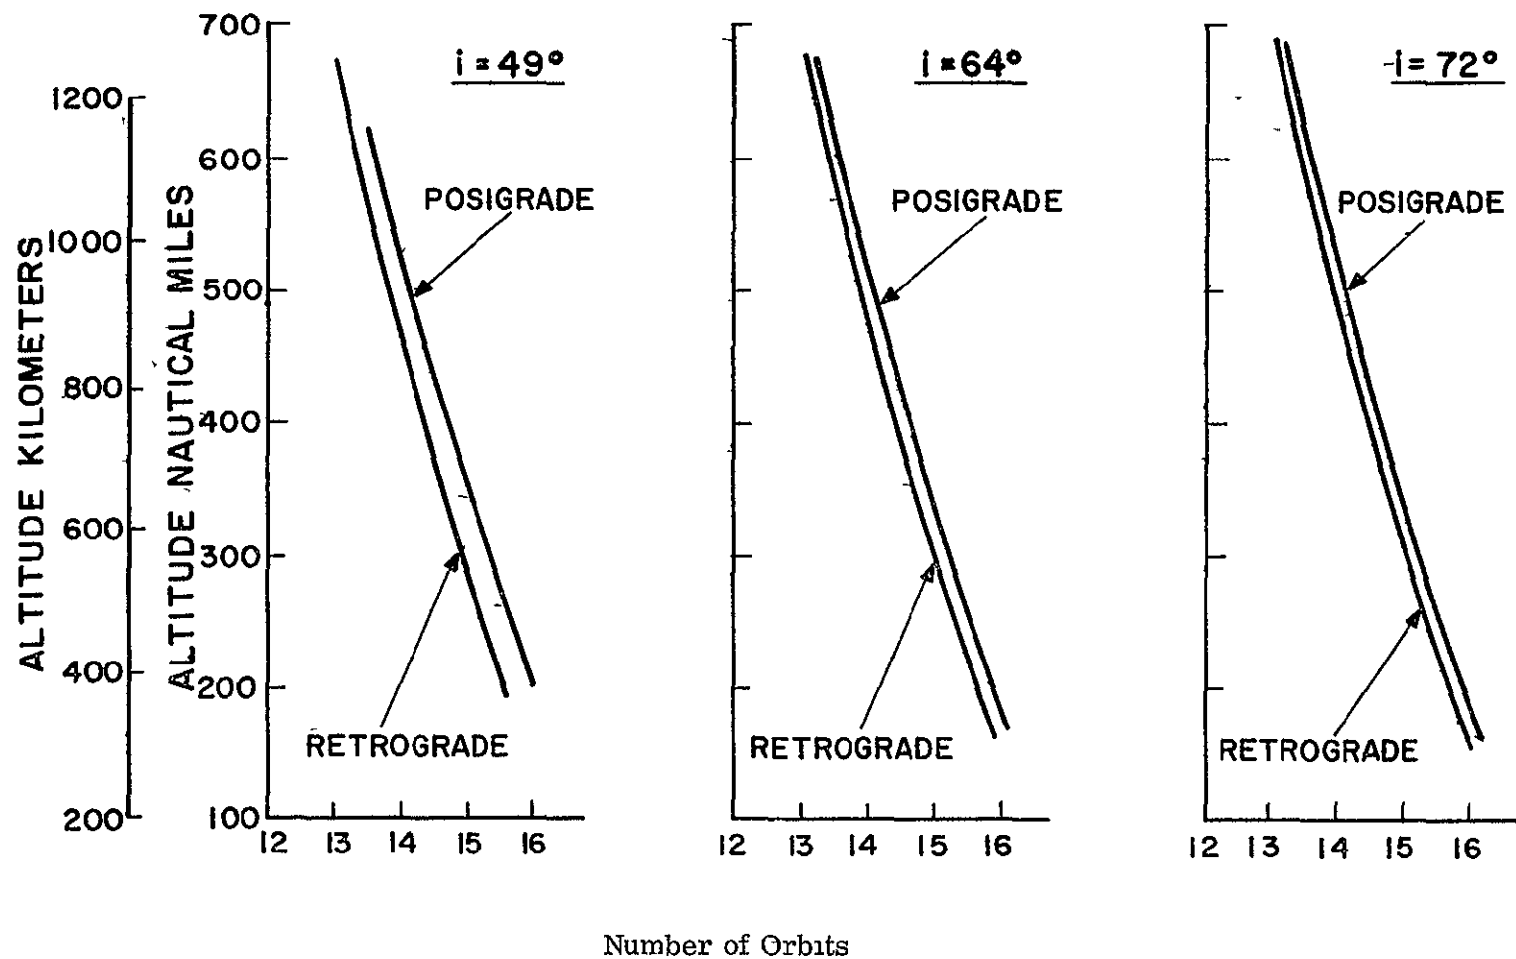 700
i = 49°
i = 64°
i = 72°
1200
600
POSIGRADE
POSIGRADE
POSIGRADE
1000
500
800
400
600
300
400
200
RETROGRADE
RETROGRADE
RETROGRADE
200
100
ALTITUDE KILOMETERS
ALTITUDE NAUTICAL MILES
12 13 14 15 16
12 13 14 15 16
12 13 14 15 16
Number of Orbits